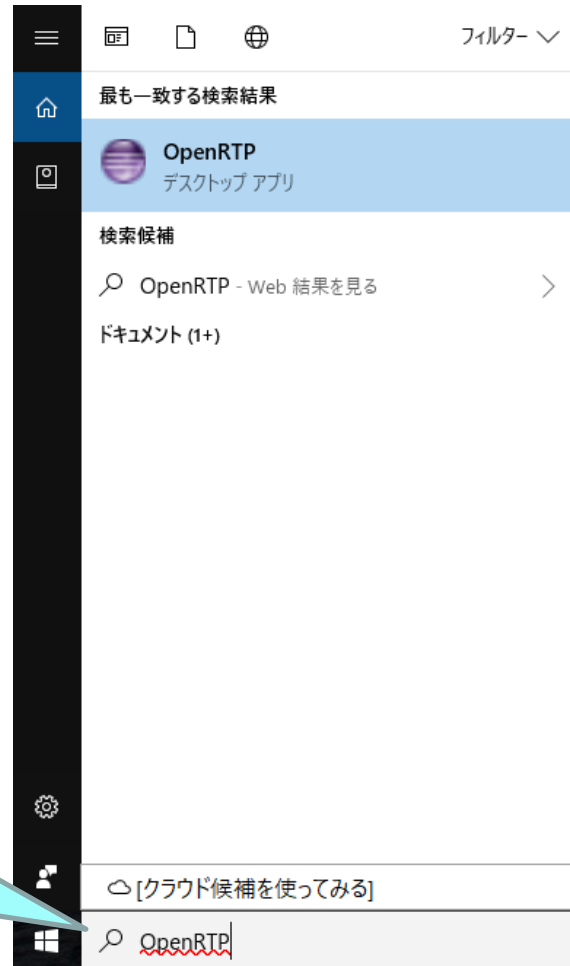 フィルター
最も一致する検索結果
OpenRTP
デスクトップ アプリ
検索候補
OpenRTP - Web 結果を見る
ドキュメント (1+)
[クラウド候補を使ってみる]
OpenRTP